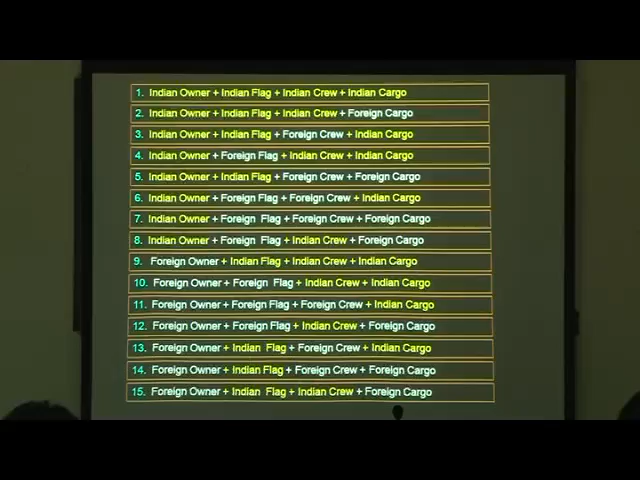 1. Indian Owner + Indian Flag + Indian Crew + Indian Cargo
2. Indian Owner + Indian Flag + Indian Crew + Foreign Cargo
3. Indian Owner + Indian Flag + Foreign Crew + Indian Cargo
4. Indian Owner + Foreign Flag + Indian Crew + Indian Cargo
5. Indian Owner + Indian Flag + Foreign Crew + Foreign Cargo
6. Indian Owner + Foreign Flag + Foreign Crew + Indian Cargo
7. Indian Owner + Foreign Flag + Foreign Crew + Foreign Cargo
8. Indian Owner + Foreign Flag + Indian Crew + Foreign Cargo
9. Foreign Owner + Indian Flag + Indian Crew + Indian Cargo
10. Foreign Owner + Foreign Flag + Indian Crew + Indian Cargo
11. Foreign Owner + Foreign Flag + Foreign Crew + Indian Cargo
12. Foreign Owner + Foreign Flag + Indian Crew + Foreign Cargo
13. Foreign Owner + Indian Flag + Foreign Crew + Indian Cargo
14. Foreign Owner + Indian Flag + Foreign Crew + Foreign Cargo
15. Foreign Owner + Indian Flag + Indian Crew + Foreign Cargo